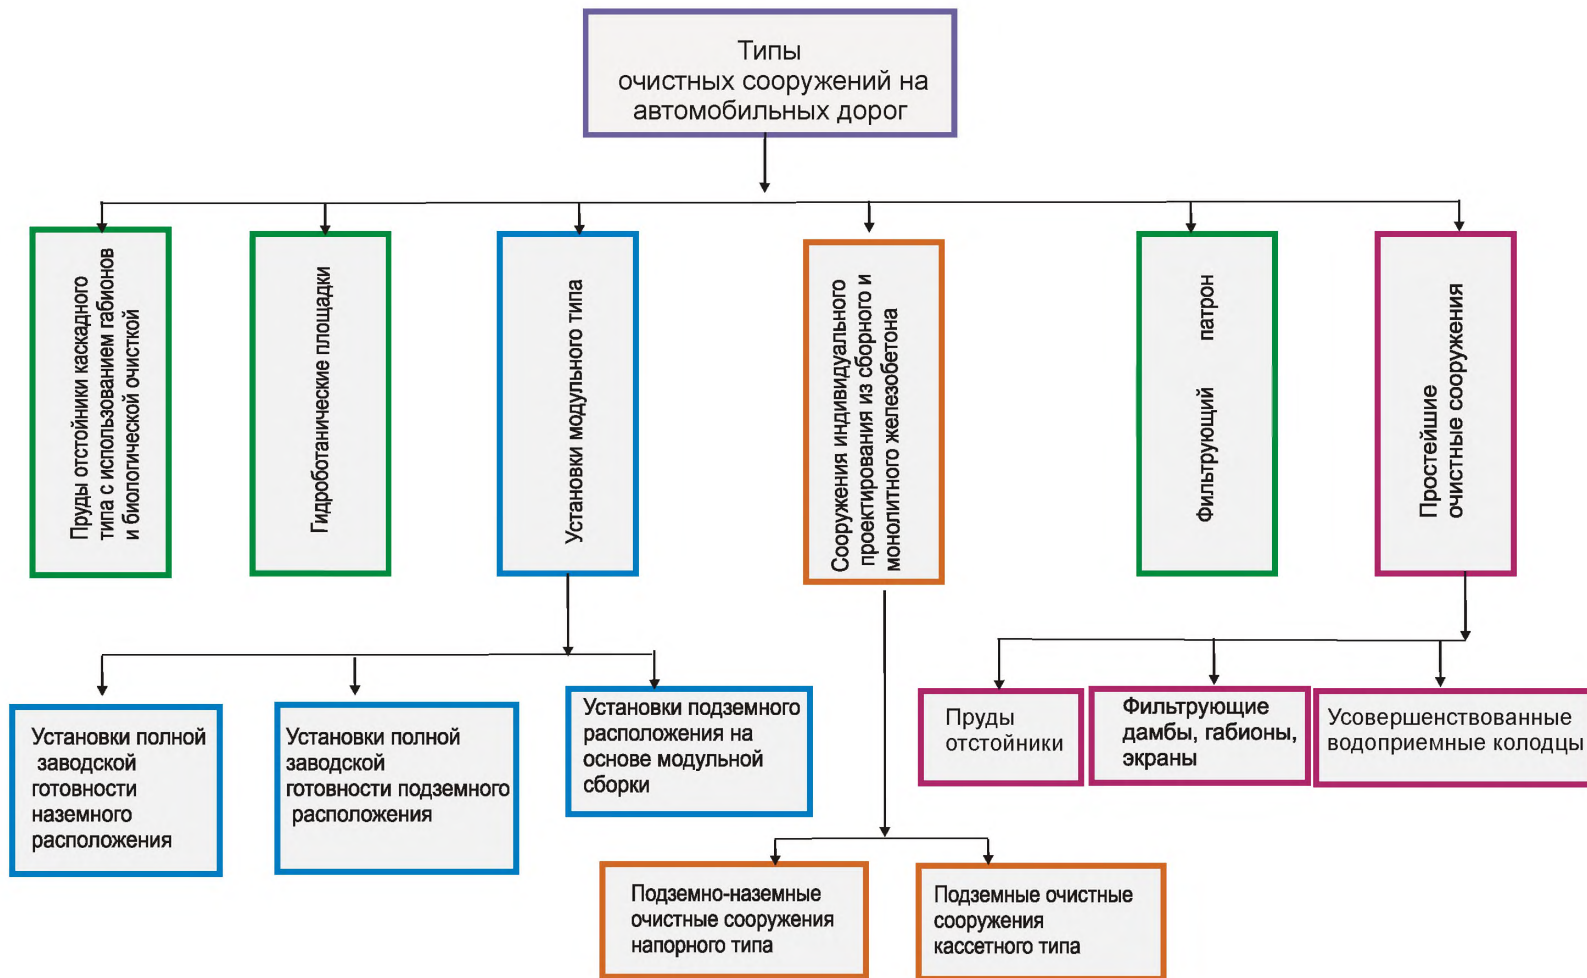 Типы
очистных сооружений на
автомобильных дорог
Пруды отстойники каскадного
типа с использованием габионов
и биологической очисткой
Гидроботанические площадки
Установки модульного типа
Сооружения индивидуального
проектирования из сборного и
монолитного железобетона
Фильтрующий патрон
Простейшие
очистные сооружения
Установки полной
заводской
готовности
наземного
расположения
Установки полной
заводской
готовности подземного
расположения
Установки подземного
расположения на
основе модульной
сборки
Пруды
отстойники
Фильтрующие
дамбы, габионы,
экраны
Усовершенствованные
водоприемные колодцы
Подземно-наземные
очистные сооружения
напорного типа
Подземные очистные
сооружения
кассетного типа